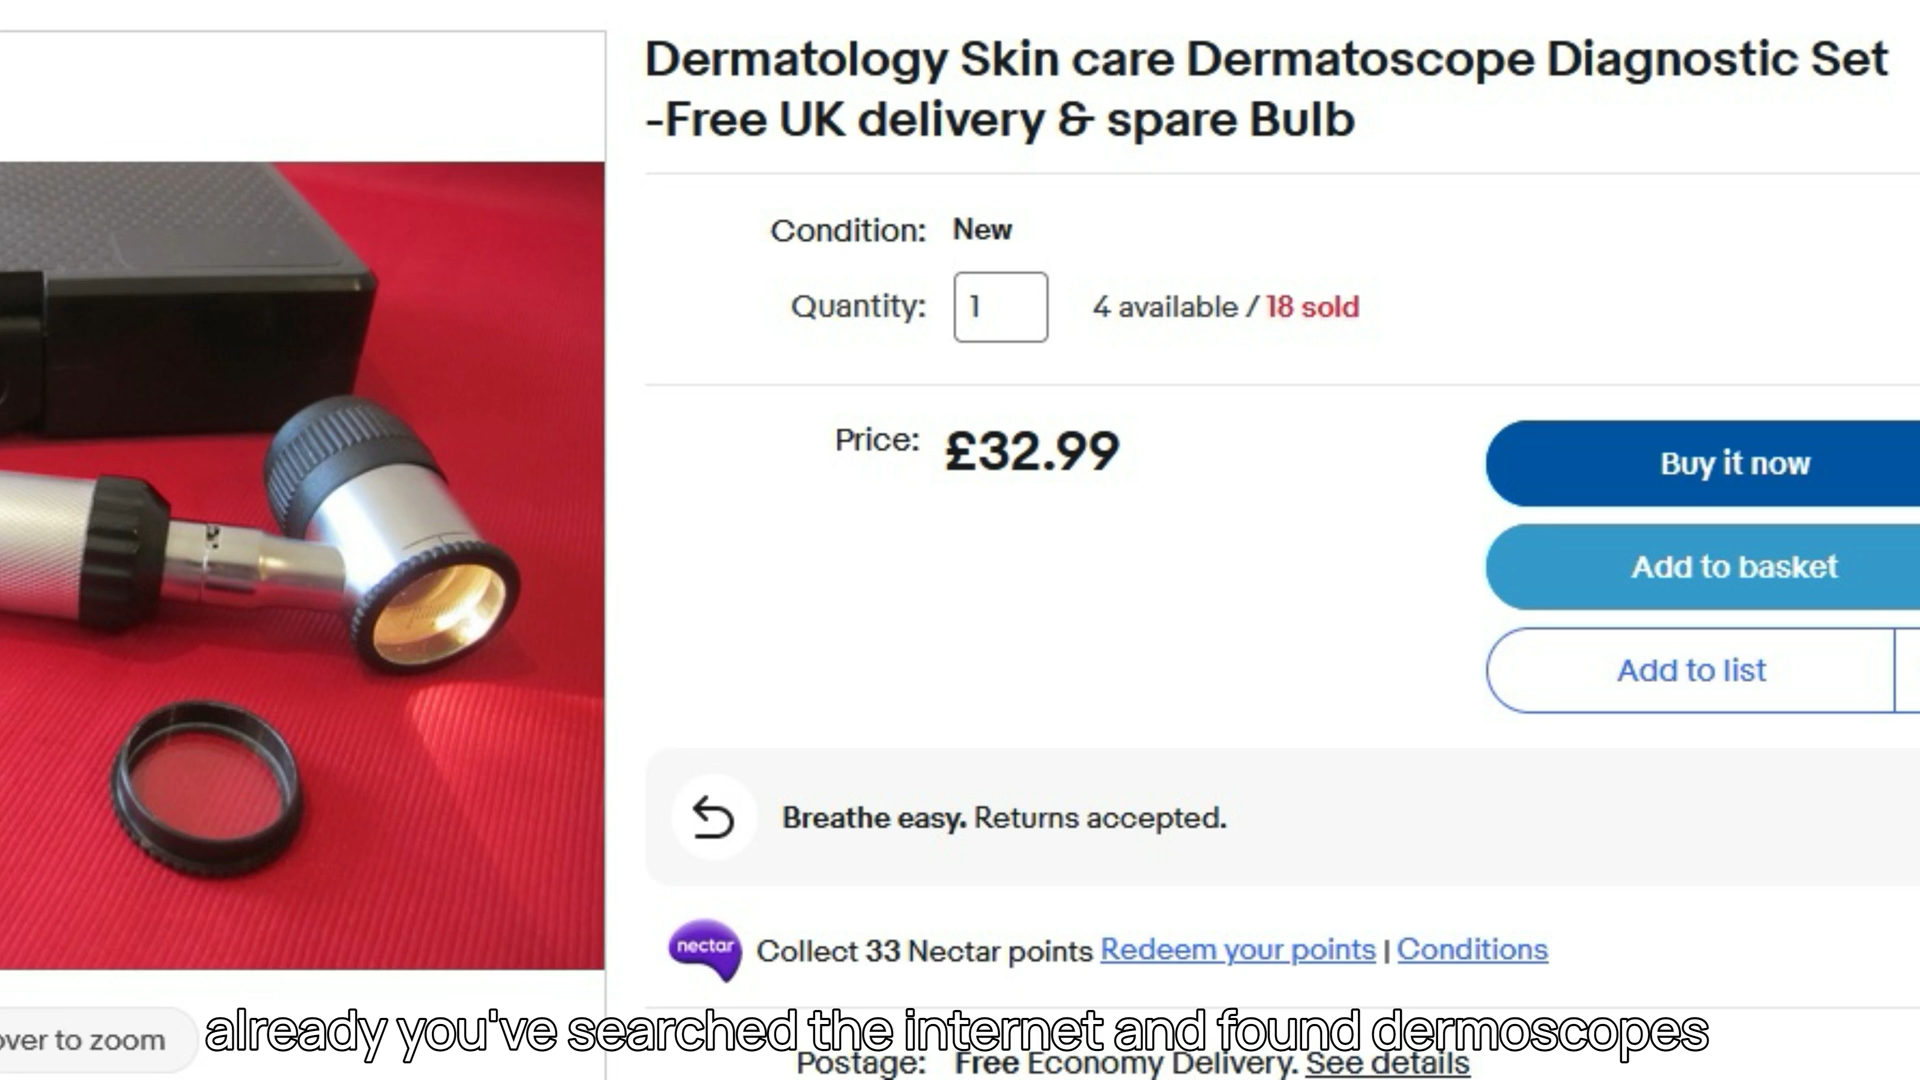 Dermatology Skin care Dermatoscope Diagnostic Set
-Free UK delivery & spare Bulb
Condition: New
Quantity: 1 4 available / 18 sold
Price: £32.99
Buy it now
Add to basket
Add to list
Breathe easy. Returns accepted.
nectar Collect 33 Nectar points Redeem your points | Conditions
over to zoom
already you've searched the internet and found dermoscopes
Postage: Free Economy Delivery. See details